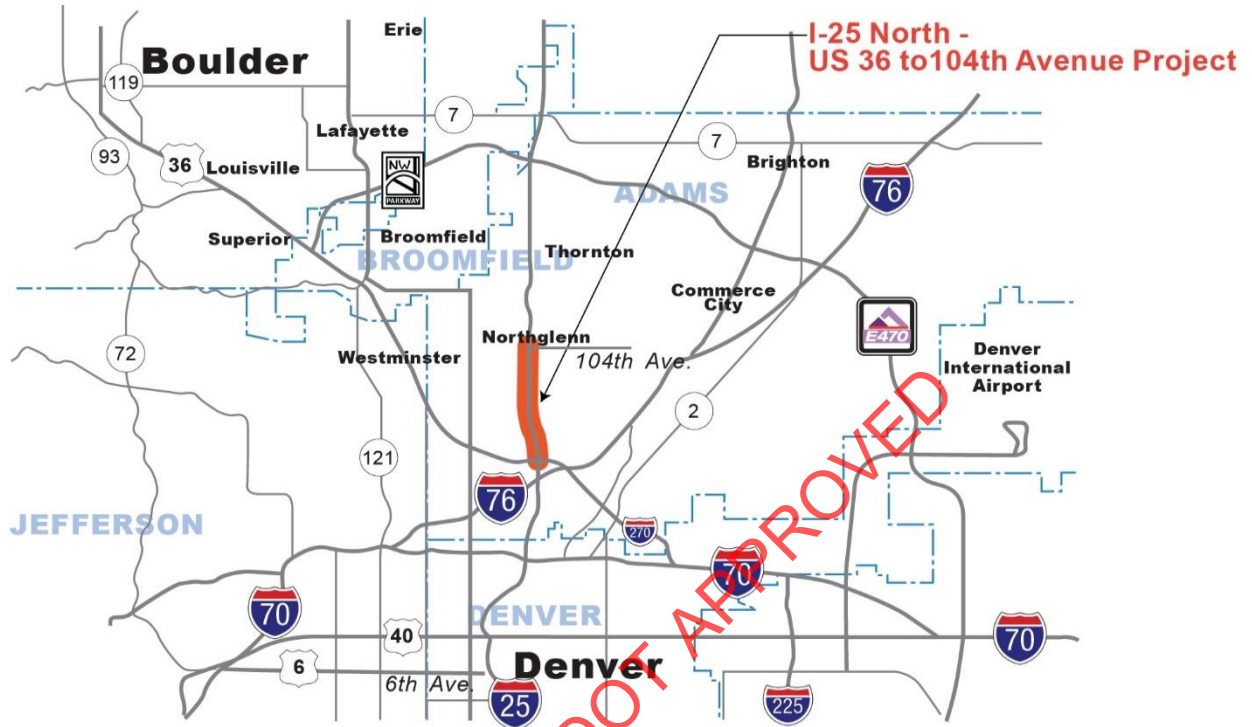 I-25 North -
US 36 to104th Avenue Project
Erie
Boulder
119
7
Lafayette
7
93
36
Louisville
NW
PARKWAY
Brighton
76
ADAMS
Superior
Broomfield
BROOMFIELD
Thornton
Commerce
City
E470
Northglenn
Westminster
104th Ave.
Denver
International
Airport
72
2
121
76
JEFFERSON
270
70
70
DENVER
40
70
6
6th Ave.
Denver
25
225
DOT APPROVED